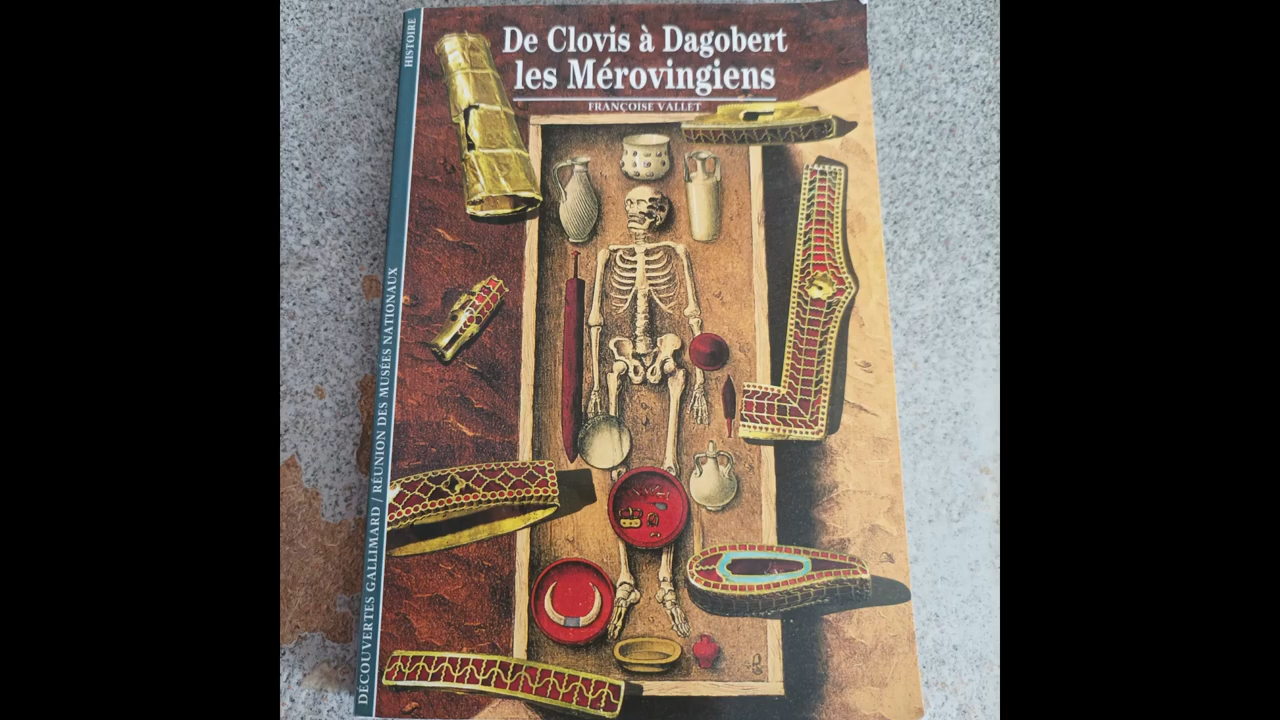 De Clovis à Dagobert
les Mérovingiens
FRANÇOISE VALLET
HISTOIRE
DÉCOUVERTES GALLIMARD / RÉUNION DES MUSÉES NATIONAUX